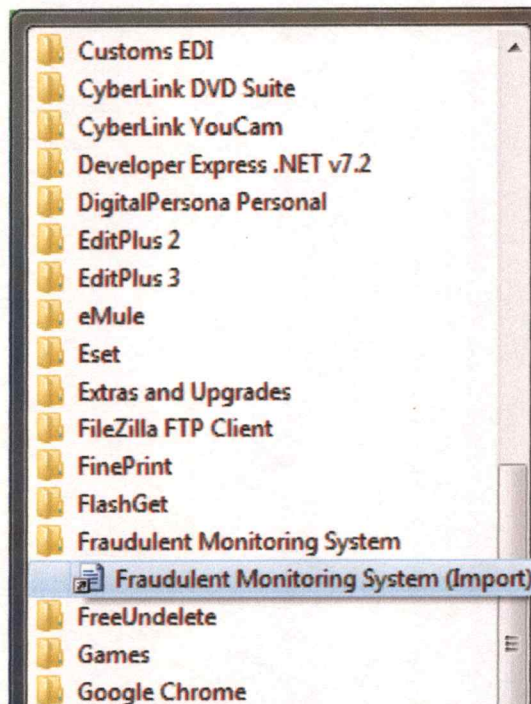 Customs EDI
CyberLink DVD Suite
CyberLink YouCam
Developer Express .NET v7.2
DigitalPersona Personal
EditPlus 2
EditPlus 3
eMule
Eset
Extras and Upgrades
FileZilla FTP Client
FinePrint
FlashGet
Fraudulent Monitoring System
Fraudulent Monitoring System (Import)
FreeUndelete
Games
Google Chrome